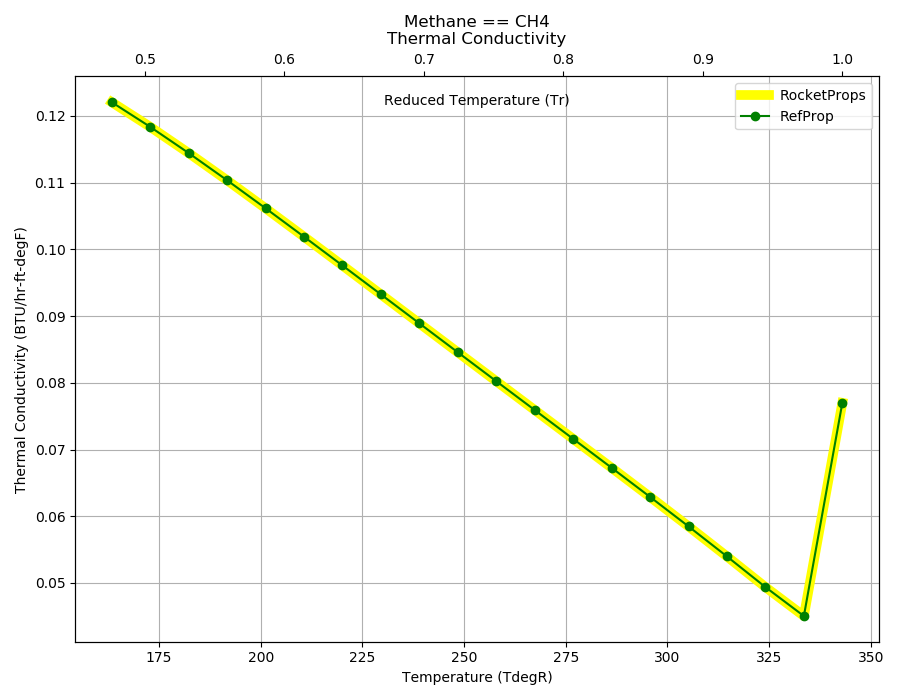 Methane == CH4
Thermal Conductivity
0.5 0.6 0.7 0.8 0.9 1.0
Reduced Temperature (Tr)
RocketProps
RefProp
0.12
0.11
0.10
0.09
0.08
0.07
0.06
0.05
Thermal Conductivity (BTU/hr-ft-degF)
175 200 225 250 275 300 325 350
Temperature (TdegR)